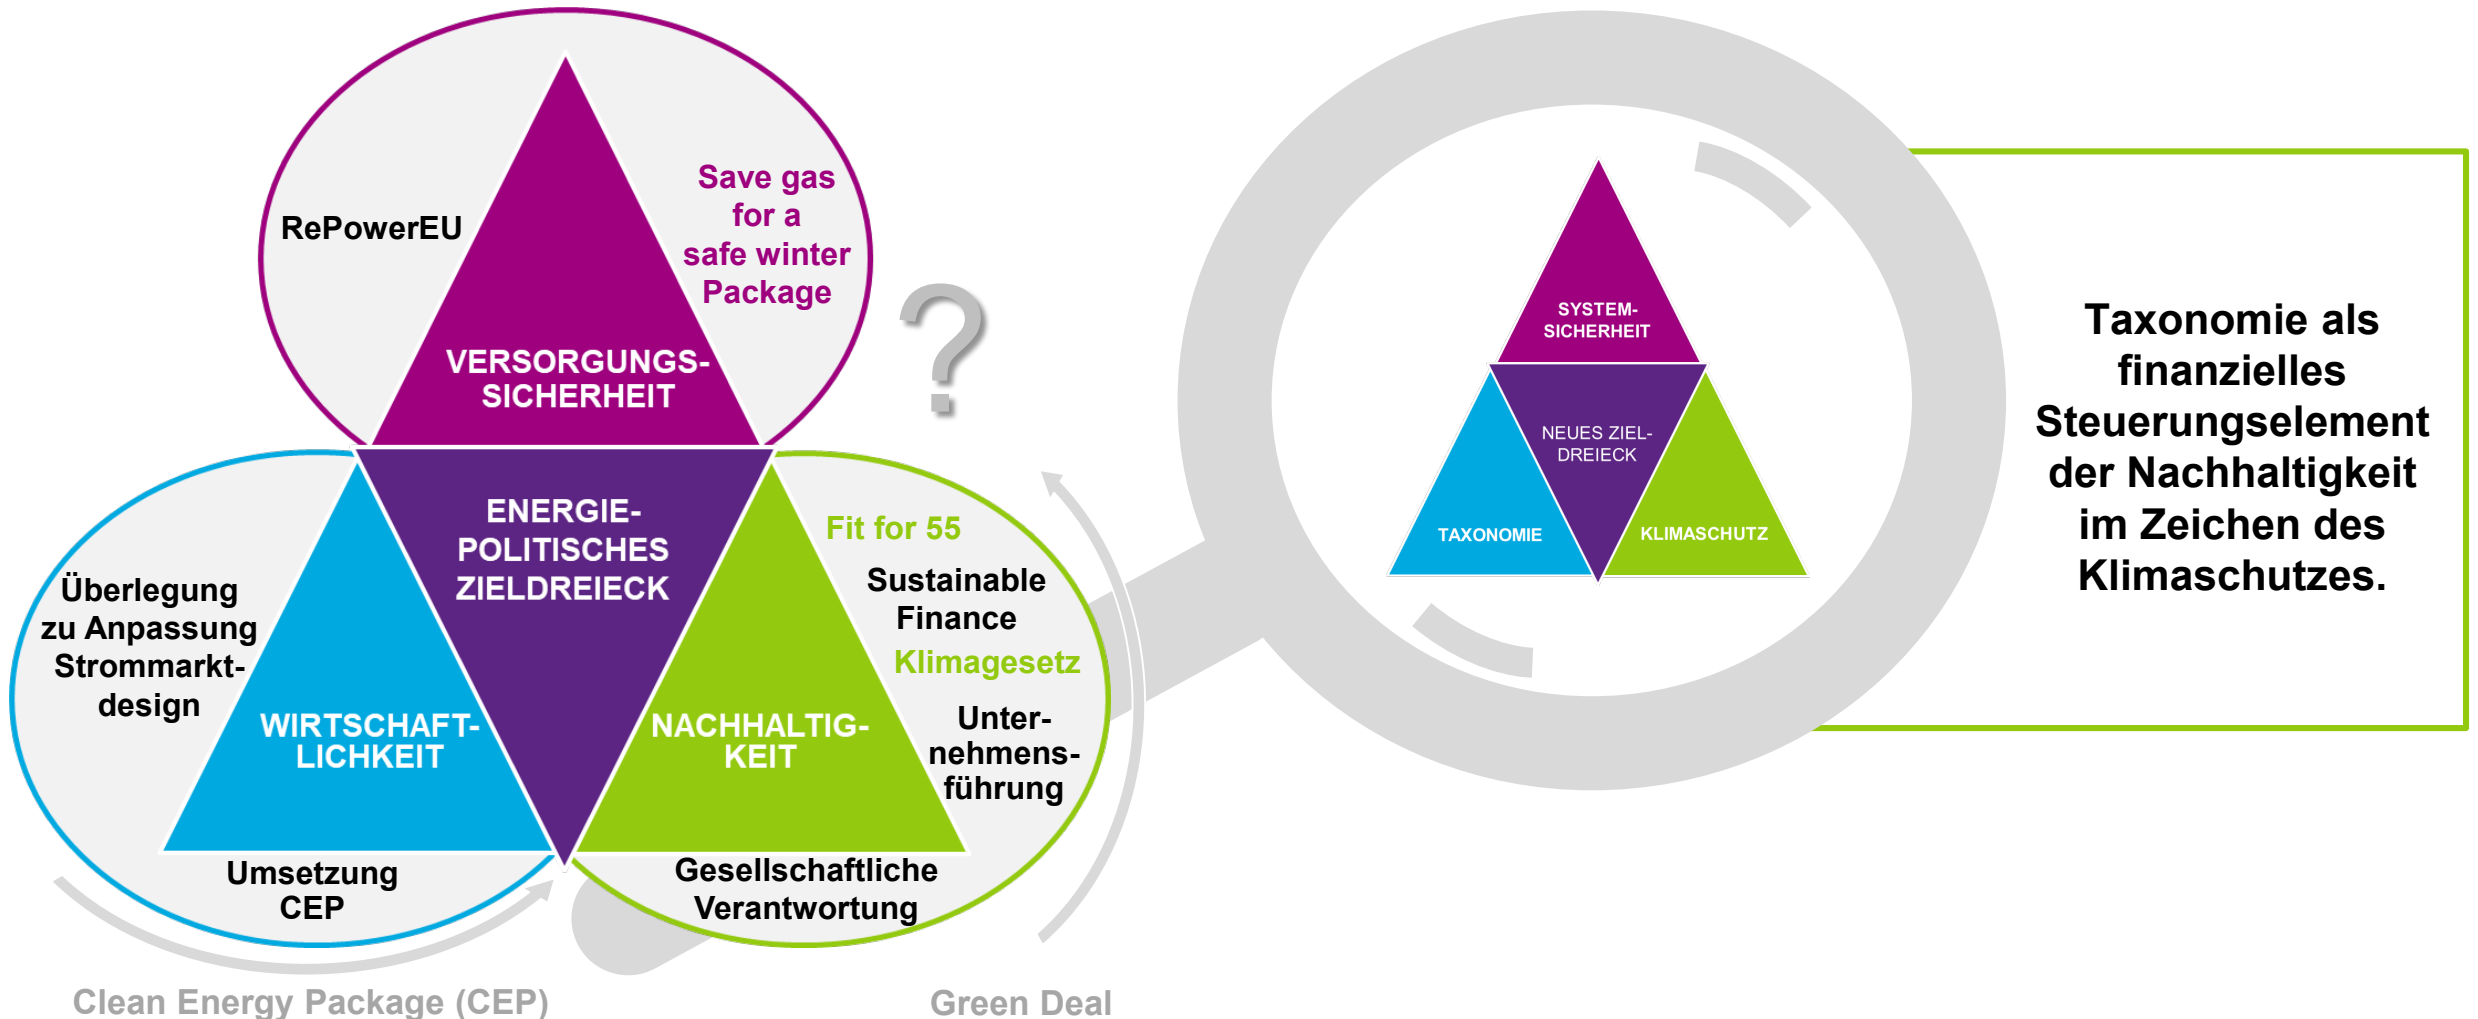 RePowerEU
Save gas
for a
safe winter
Package
VERSORGUNGS-
SICHERHEIT
?
ENERGIE-
POLITISCHES
ZIELDREIECK
Überlegung
zu Anpassung
Strommarkt-
design
WIRTSCHAFT-
LICHKEIT
Umsetzung
CEP
NACHHALTIG-
KEIT
Fit for 55
Sustainable
Finance
Klimagesetz
Unter-
nehmens-
führung
Gesellschaftliche
Verantwortung
Clean Energy Package (CEP)
Green Deal
SYSTEM-
SICHERHEIT
NEUES ZIEL-
DREIECK
TAXONOMIE
KLIMASCHUTZ
Taxonomie als
finanzielles
Steuerungselement
der Nachhaltigkeit
im Zeichen des
Klimaschutzes.